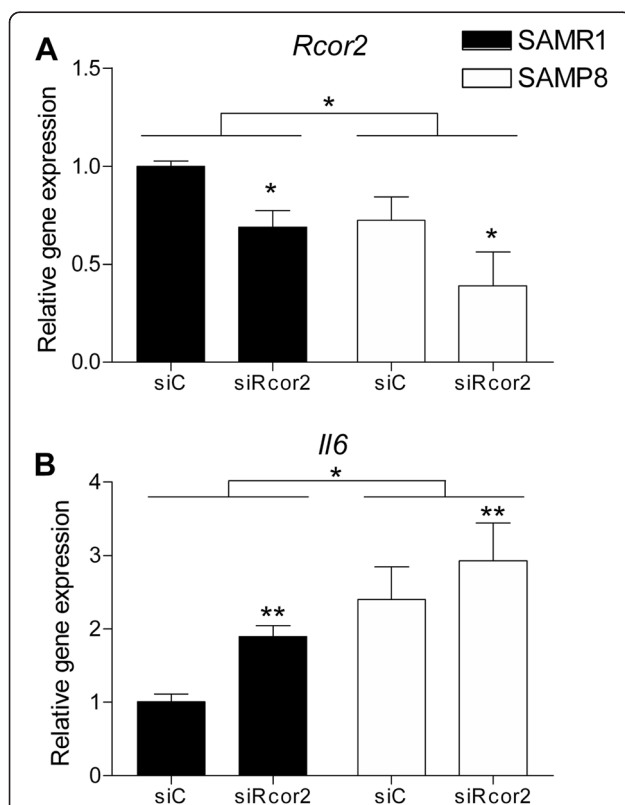 A
Rcor2
SAMR1
SAMP8
Relative gene expression
1.5
1.0
0.5
0.0
*
*
*
siC
siRcor2
siC
siRcor2
B
Il6
Relative gene expression
4
3
2
1
0
*
**
**
siC
siRcor2
siC
siRcor2